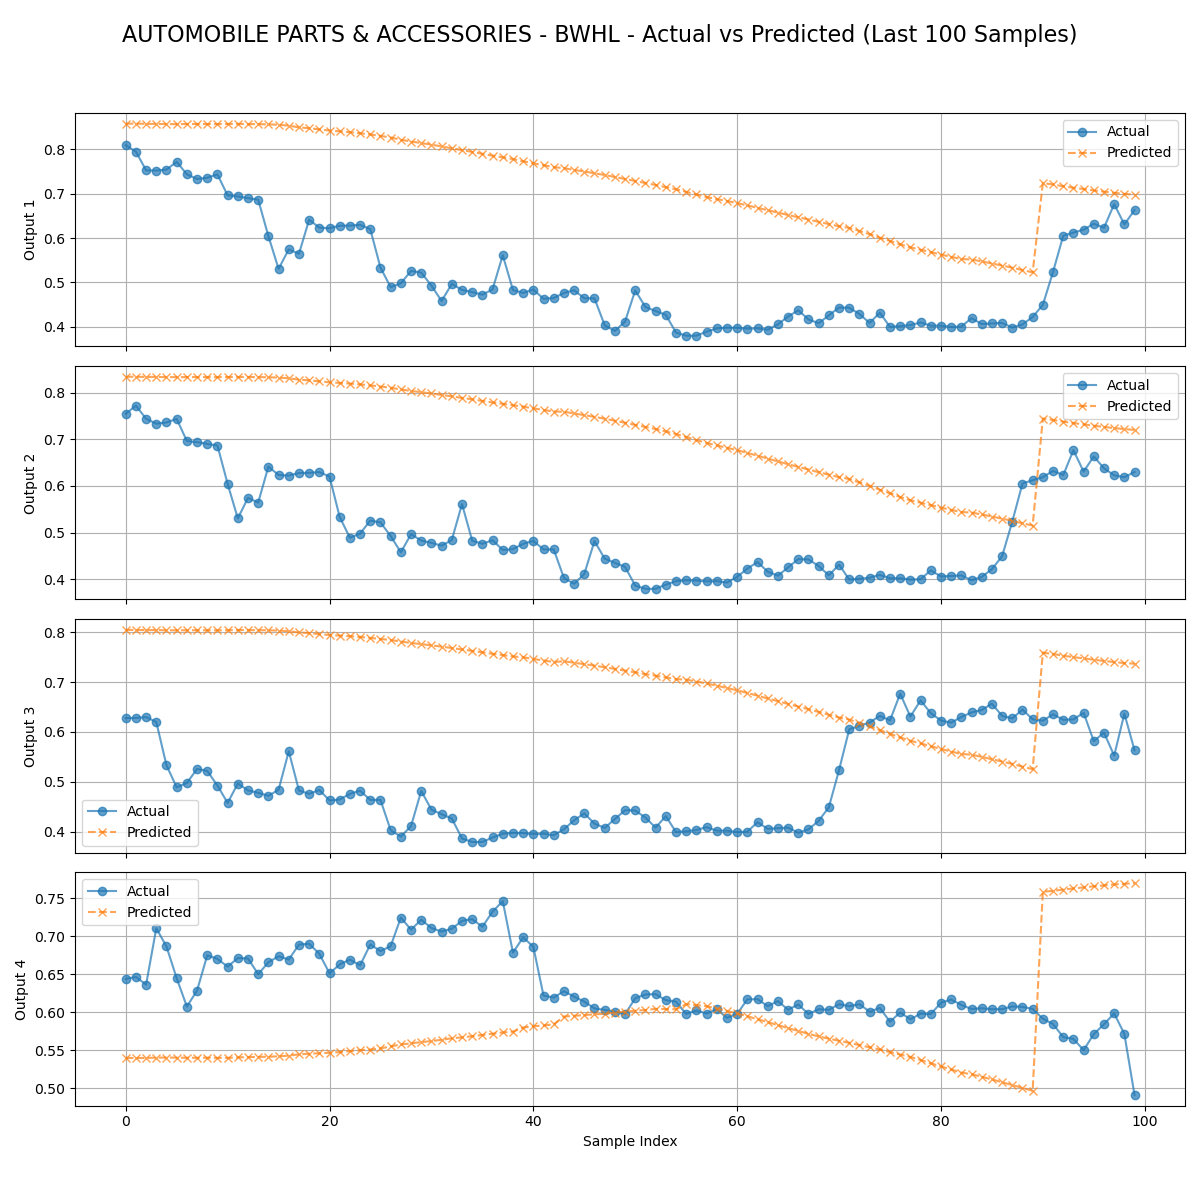 AUTOMOBILE PARTS & ACCESSORIES - BWHL - Actual vs Predicted (Last 100 Samples)
Output 1
0.8
0.7
0.6
0.5
0.4
Actual
Predicted
Output 2
0.8
0.7
0.6
0.5
0.4
Actual
Predicted
Output 3
0.8
0.7
0.6
0.5
0.4
Actual
Predicted
Output 4
0.75
0.70
0.65
0.60
0.55
0.50
Actual
Predicted
0 20 40 60 80 100
Sample Index